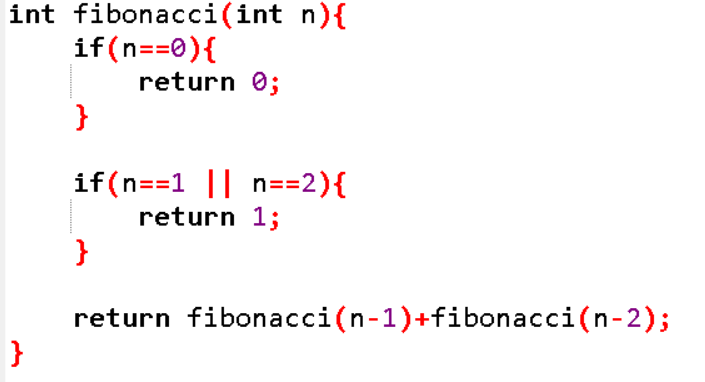 int fibonacci(int n){
    if(n==0){
        return 0;
    }

    if(n==1 || n==2){
        return 1;
    }

    return fibonacci(n-1)+fibonacci(n-2);
}